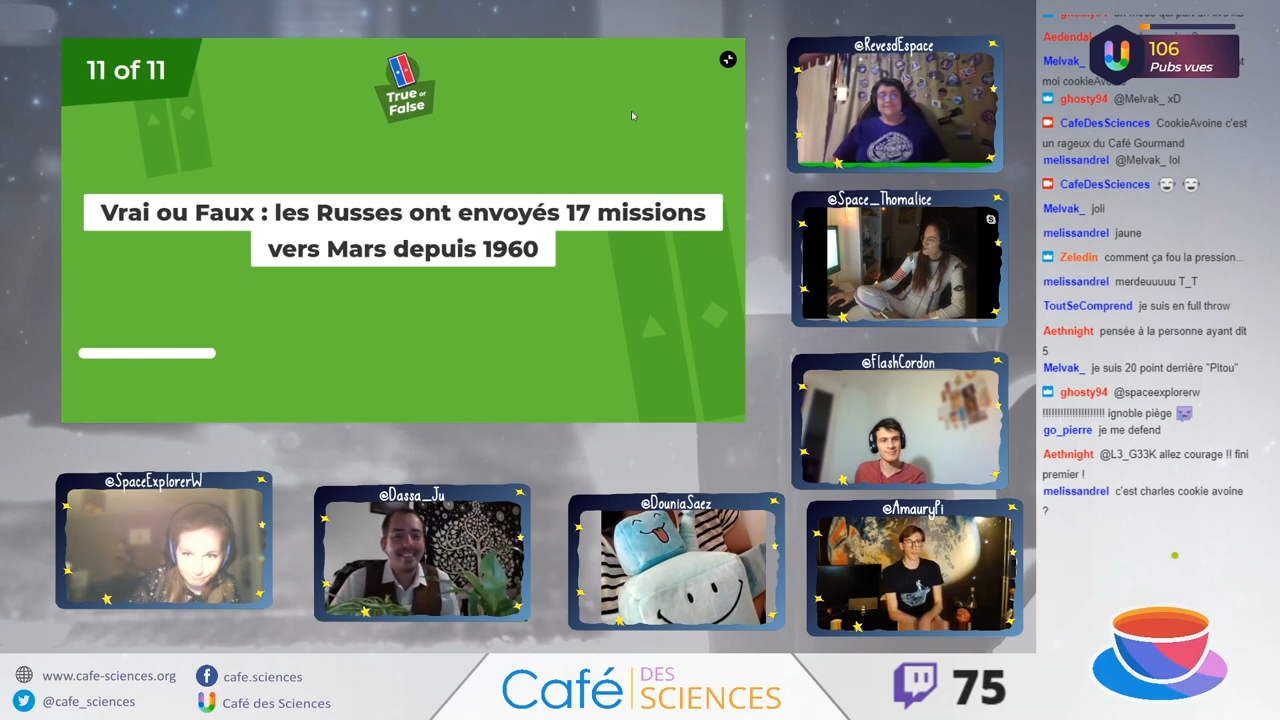 11 of 11
True or
False
Vrai ou Faux : les Russes ont envoyés 17 missions
vers Mars depuis 1960
@RevesdEspace
@Space_Thomalice
@FlashCordon
@SpaceExplorerW
@Dassa_Ju
@DouniaSaez
@AmauryPi
106
Pubs vues
Aedendal
Melvak_
moi cookieAv
ghosty94 @Melvak_ xD
CafeDesSciences CookieAvoine c'est
un rageux du Café Gourmand
melissandrel @Melvak_ lol
CafeDesSciences
Melvak_ joli
melissandrel jaune
Zeledin comment ça fou la pression...
melissandrel merdeuuuuu T_T
ToutSeComprend je suis en full throw
Aethnight pensée à la personne ayant dit
5
Melvak_ je suis 20 point derrière "Pitou"
ghosty94 @spaceexplorerw
!!!!!!!!!!!!!!!!!!!!!! ignoble piège
go_pierre je me defend
Aethnight @L3_G33K allez courage !! fini
premier !
melissandrel c'est charles cookie avoine
?
www.cafe-sciences.org
cafe.sciences
@cafe_sciences
Café des Sciences
Café DES
SCIENCES
75